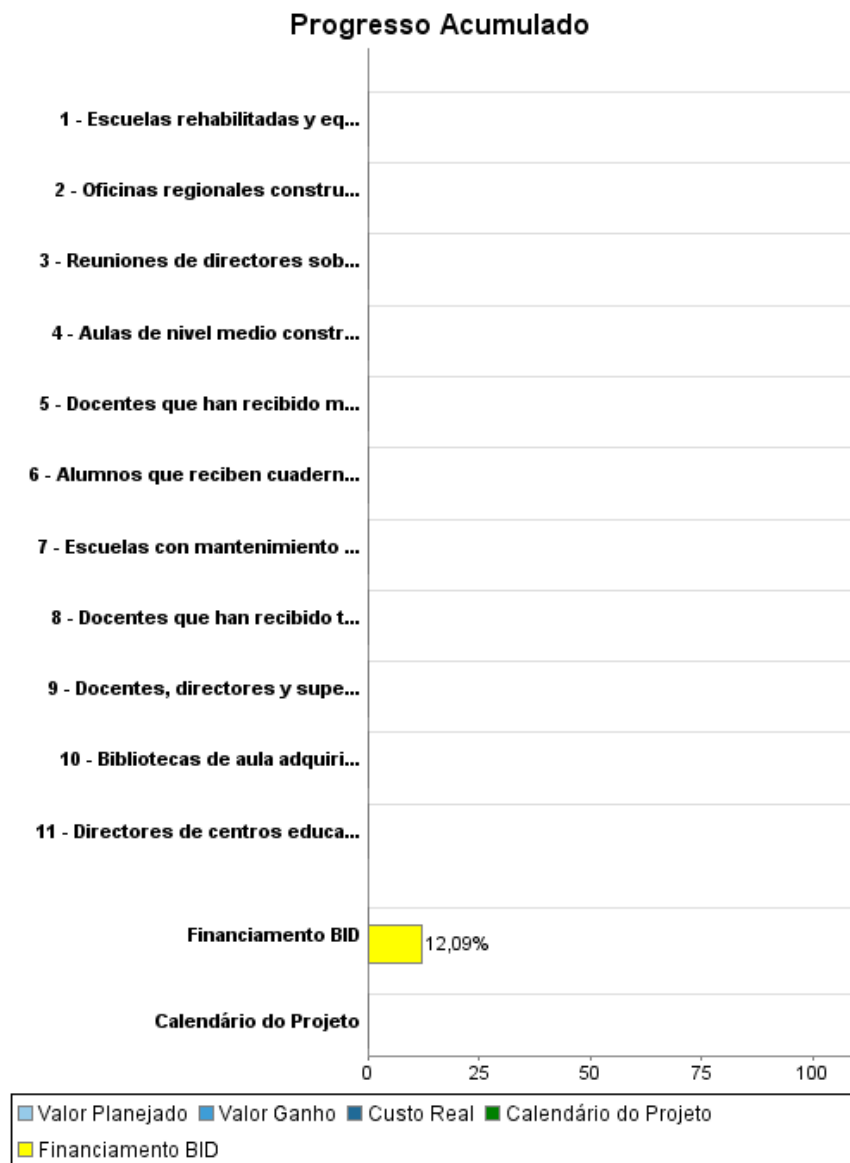 Progresso Acumulado
1 - Escuelas rehabilitadas y eq...
2 - Oficinas regionales constru...
3 - Reuniones de directores sob...
4 - Aulas de nivel medio constr...
5 - Docentes que han recibido m...
6 - Alumnos que reciben cuadern...
7 - Escuelas con mantenimiento ...
8 - Docentes que han recibido t...
9 - Docentes, directores y supe...
10 - Bibliotecas de aula adquiri...
11 - Directores de centros educa...
Financiamento BID 12,09%
Calendário do Projeto
0 25 50 75 100
Valor Planejado Valor Ganho Custo Real Calendário do Projeto
Financiamento BID